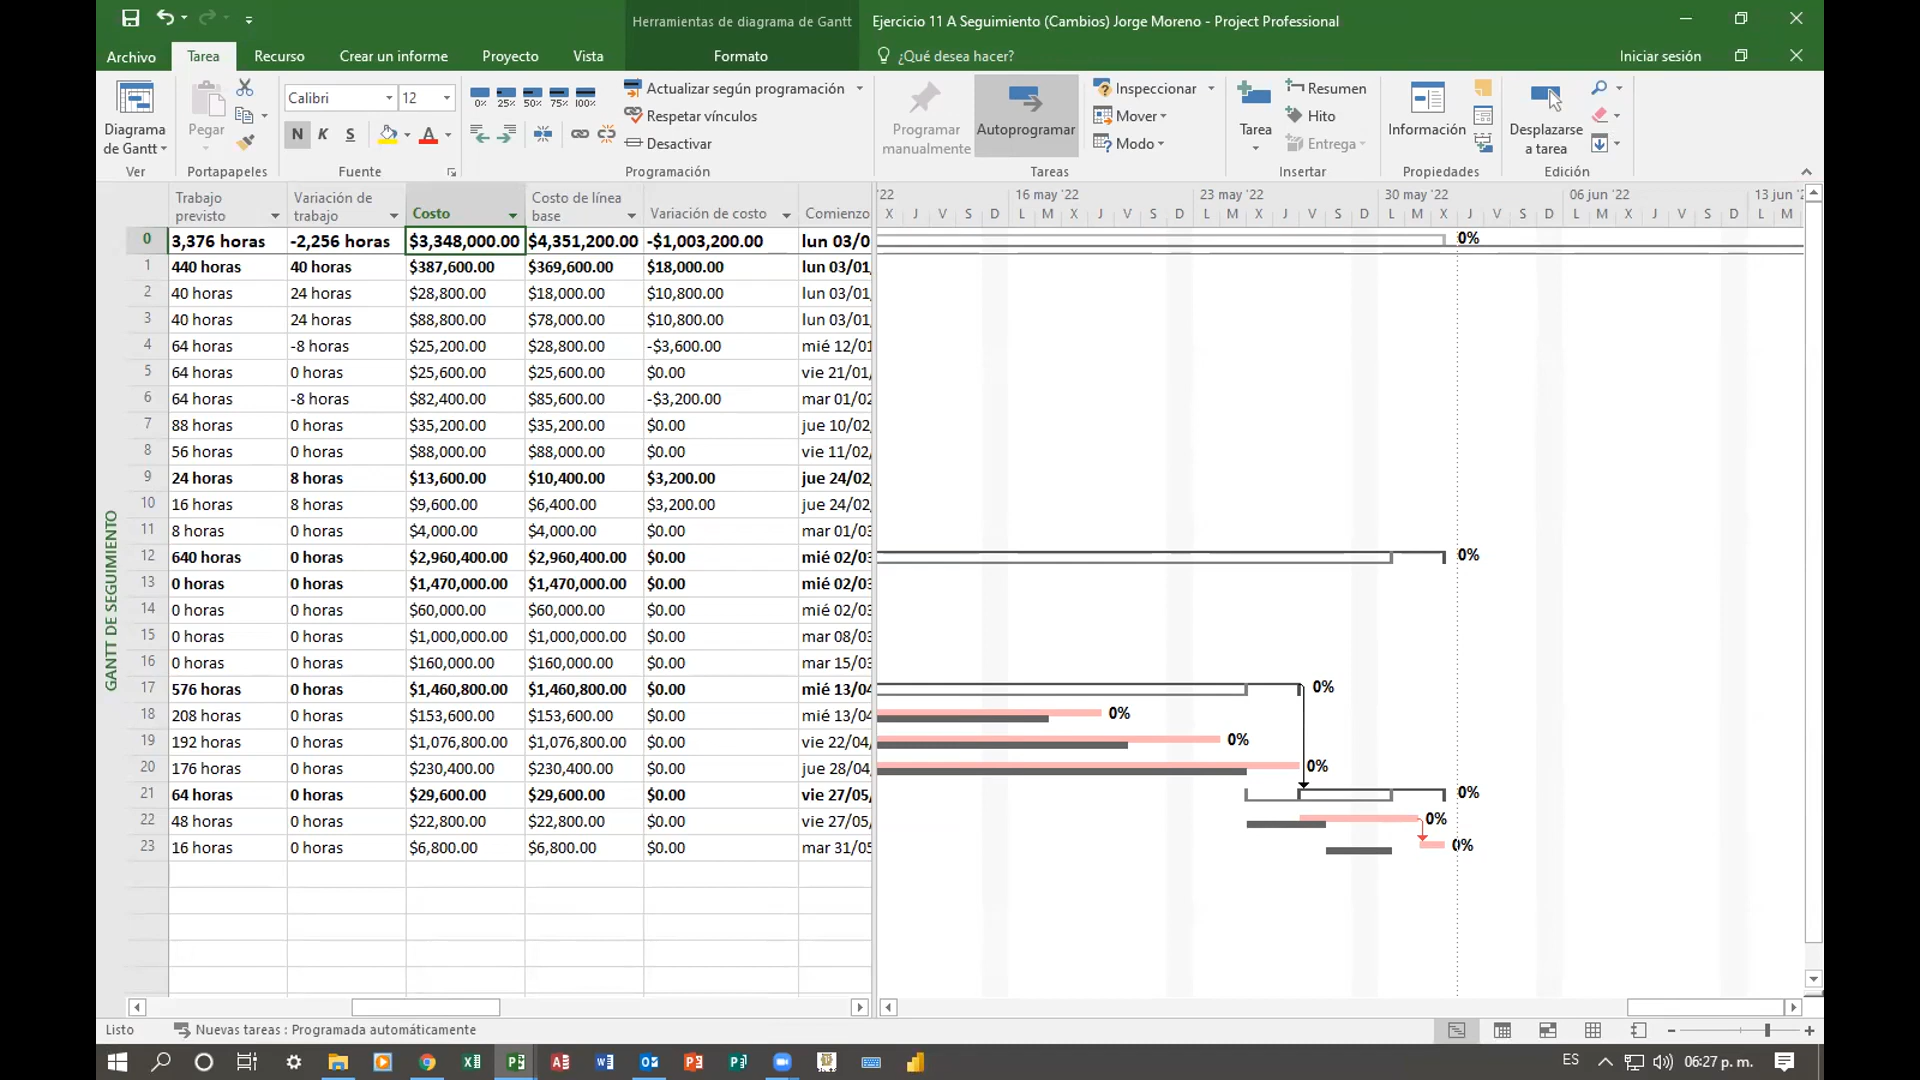 Herramientas de diagrama de Gantt
Ejercicio 11 A Seguimiento (Cambios) Jorge Moreno - Project Professional
Archivo
Tarea
Recurso
Crear un informe
Proyecto
Vista
Formato
¿Qué desea hacer?
Iniciar sesión
Diagrama de Gantt
Pegar
Calibri
12
N K S
A
0% 25% 50% 75% 100%
Actualizar según programación
Respetar vínculos
Desactivar
Programar manualmente
Autoprogramar
Inspeccionar
Mover
Modo
Tarea
Resumen
Hito
Entrega
Información
Desplazarse a tarea
Ver
Portapapeles
Fuente
Programación
Tareas
Insertar
Propiedades
Edición
Trabajo previsto
Variación de trabajo
Costo
Costo de línea base
Variación de costo
Comienzo
'22
16 may '22
23 may '22
30 may '22
06 jun '22
13 jun '
X J V S D L M X J V S D L M X J V S D L M X J V S D L M X J V S D L M X
0 3,376 horas -2,256 horas $3,348,000.00 $4,351,200.00 -$1,003,200.00 lun 03/0 0%
1 440 horas 40 horas $387,600.00 $369,600.00 $18,000.00 lun 03/01,
2 40 horas 24 horas $28,800.00 $18,000.00 $10,800.00 lun 03/01,
3 40 horas 24 horas $88,800.00 $78,000.00 $10,800.00 lun 03/01,
4 64 horas -8 horas $25,200.00 $28,800.00 -$3,600.00 mié 12/01
5 64 horas 0 horas $25,600.00 $25,600.00 $0.00 vie 21/01,
6 64 horas -8 horas $82,400.00 $85,600.00 -$3,200.00 mar 01/02
7 88 horas 0 horas $35,200.00 $35,200.00 $0.00 jue 10/02,
8 56 horas 0 horas $88,000.00 $88,000.00 $0.00 vie 11/02,
9 24 horas 8 horas $13,600.00 $10,400.00 $3,200.00 jue 24/02,
10 16 horas 8 horas $9,600.00 $6,400.00 $3,200.00 jue 24/02,
11 8 horas 0 horas $4,000.00 $4,000.00 $0.00 mar 01/03
12 640 horas 0 horas $2,960,400.00 $2,960,400.00 $0.00 mié 02/03 0%
13 0 horas 0 horas $1,470,000.00 $1,470,000.00 $0.00 mié 02/03
14 0 horas 0 horas $60,000.00 $60,000.00 $0.00 mié 02/03
15 0 horas 0 horas $1,000,000.00 $1,000,000.00 $0.00 mar 08/03
16 0 horas 0 horas $160,000.00 $160,000.00 $0.00 mar 15/03
17 576 horas 0 horas $1,460,800.00 $1,460,800.00 $0.00 mié 13/04 0%
18 208 horas 0 horas $153,600.00 $153,600.00 $0.00 mié 13/04 0%
19 192 horas 0 horas $1,076,800.00 $1,076,800.00 $0.00 vie 22/04, 0%
20 176 horas 0 horas $230,400.00 $230,400.00 $0.00 jue 28/04, 0%
21 64 horas 0 horas $29,600.00 $29,600.00 $0.00 vie 27/05, 0%
22 48 horas 0 horas $22,800.00 $22,800.00 $0.00 vie 27/05, 0%
23 16 horas 0 horas $6,800.00 $6,800.00 $0.00 mar 31/05 0%
GANTT DE SEGUIMIENTO
Listo
Nuevas tareas : Programada automáticamente
ES
06:27 p. m.